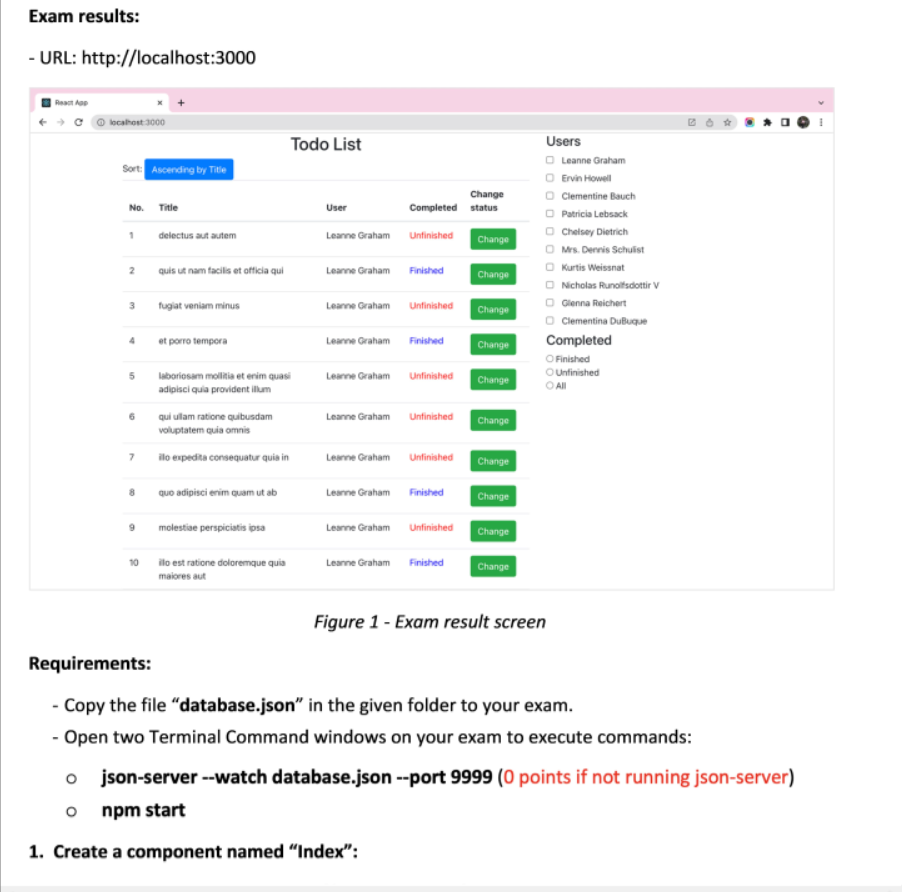 Exam results:
- URL: http://localhost:3000
React App
localhost:3000
Todo List
Sort: Ascending by Title
No. Title User Completed Change status
1 delectus aut autem Leanne Graham Unfinished Change
2 quis ut nam facilis et officia qui Leanne Graham Finished Change
3 fugiat veniam minus Leanne Graham Unfinished Change
4 et porro tempora Leanne Graham Finished Change
5 laboriosam mollitia et enim quasi Leanne Graham Unfinished Change
adipisci quia provident illum
6 qui ullam ratione quibusdam Leanne Graham Unfinished Change
voluptatem quia omnis
7 illo expedita consequatur quia in Leanne Graham Unfinished Change
8 quo adipisci enim quam ut ab Leanne Graham Finished Change
9 molestiae perspiciatis ipsa Leanne Graham Unfinished Change
10 illo est ratione doloremque quia Leanne Graham Finished Change
maiores aut
Users
Leanne Graham
Ervin Howell
Clementine Bauch
Patricia Lebsack
Chelsey Dietrich
Mrs. Dennis Schulist
Kurtis Weissnat
Nicholas Runolfsdottir V
Glenna Reichert
Clementina DuBuque
Completed
Finished
Unfinished
All
Figure 1 - Exam result screen
Requirements:
- Copy the file “database.json” in the given folder to your exam.
- Open two Terminal Command windows on your exam to execute commands:
o json-server --watch database.json --port 9999 (0 points if not running json-server)
o npm start
1. Create a component named “Index”: